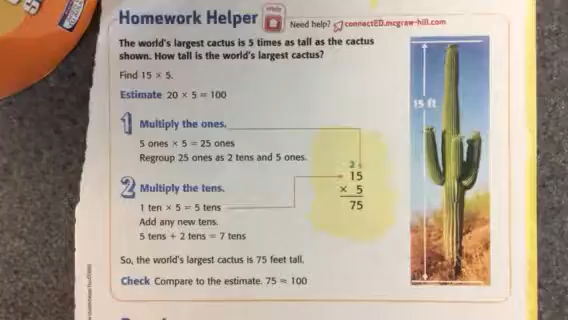 Homework Helper
Need help? connectED.mcgraw-hill.com
The world's largest cactus is 5 times as tall as the cactus
shown. How tall is the world's largest cactus?
Find 15 × 5.
Estimate 20 × 5 = 100
1 Multiply the ones.
5 ones × 5 = 25 ones
Regroup 25 ones as 2 tens and 5 ones.
2 Multiply the tens.
1 ten × 5 = 5 tens
Add any new tens.
5 tens + 2 tens = 7 tens
2
15
× 5
75
15 ft
So, the world's largest cactus is 75 feet tall.
Check Compare to the estimate. 75 ≈ 100